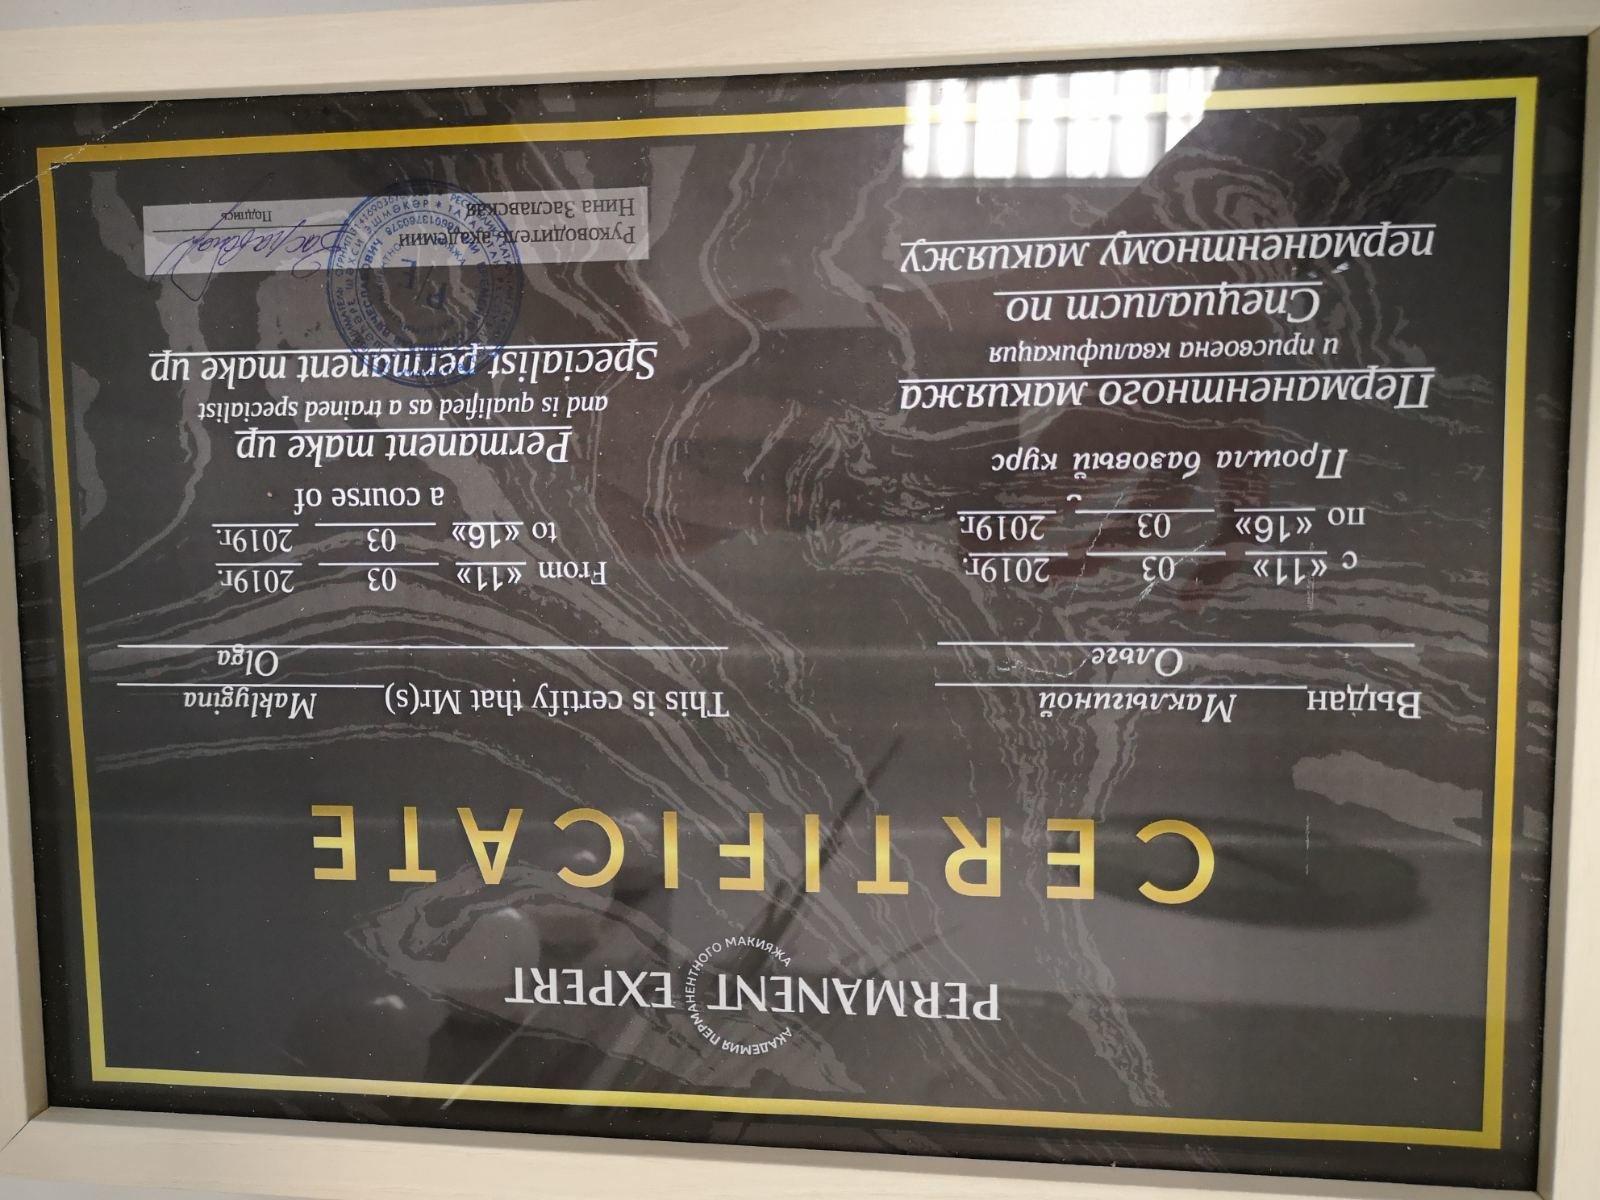 АКАДЕМИЯ ПЕРМАНЕНТНОГО МАКИЯЖА
PERMANENT EXPERT
CERTIFICATE
Выдан Маклыгиной
Ольге
с «11» 03 2019г.
по «16» 03 2019г.
Прошла базовый курс
Перманентного макияжа
и присвоена квалификация
Специалист по
перманентному макияжу
This is certify that Mr(s) Maklygina
Olga
From «11» 03 2019г.
to «16» 03 2019г.
a course of
Permanent make up
and is qualified as a trained specialist
Specialist permanent make up
Руководитель академии
Нина Заславская
Подпись